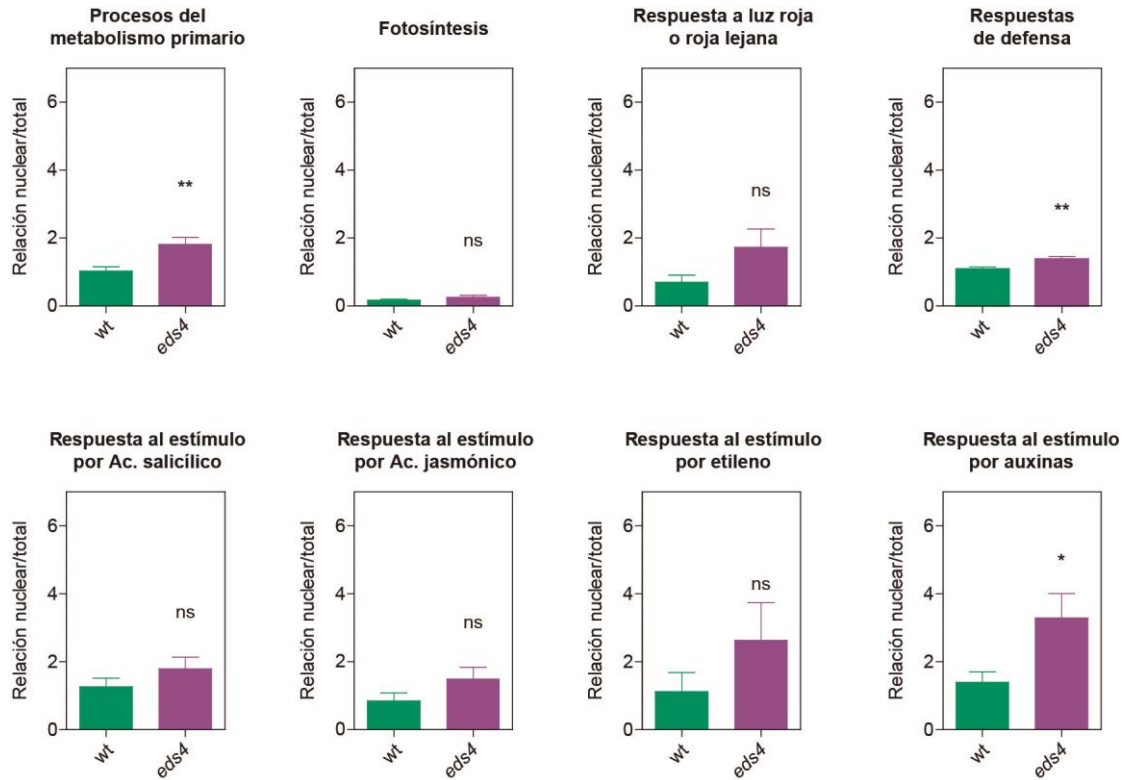 Procesos del
metabolismo primario
Relación nuclear/total
6
4
2
0
**
wt
eds4
Fotosíntesis
Relación nuclear/total
6
4
2
0
ns
wt
eds4
Respuesta a luz roja
o roja lejana
Relación nuclear/total
6
4
2
0
ns
wt
eds4
Respuestas
de defensa
Relación nuclear/total
6
4
2
0
**
wt
eds4
Respuesta al estímulo
por Ac. salicílico
Relación nuclear/total
6
4
2
0
ns
wt
eds4
Respuesta al estímulo
por Ac. jasmónico
Relación nuclear/total
6
4
2
0
ns
wt
eds4
Respuesta al estímulo
por etileno
Relación nuclear/total
6
4
2
0
ns
wt
eds4
Respuesta al estímulo
por auxinas
Relación nuclear/total
6
4
2
0
*
wt
eds4